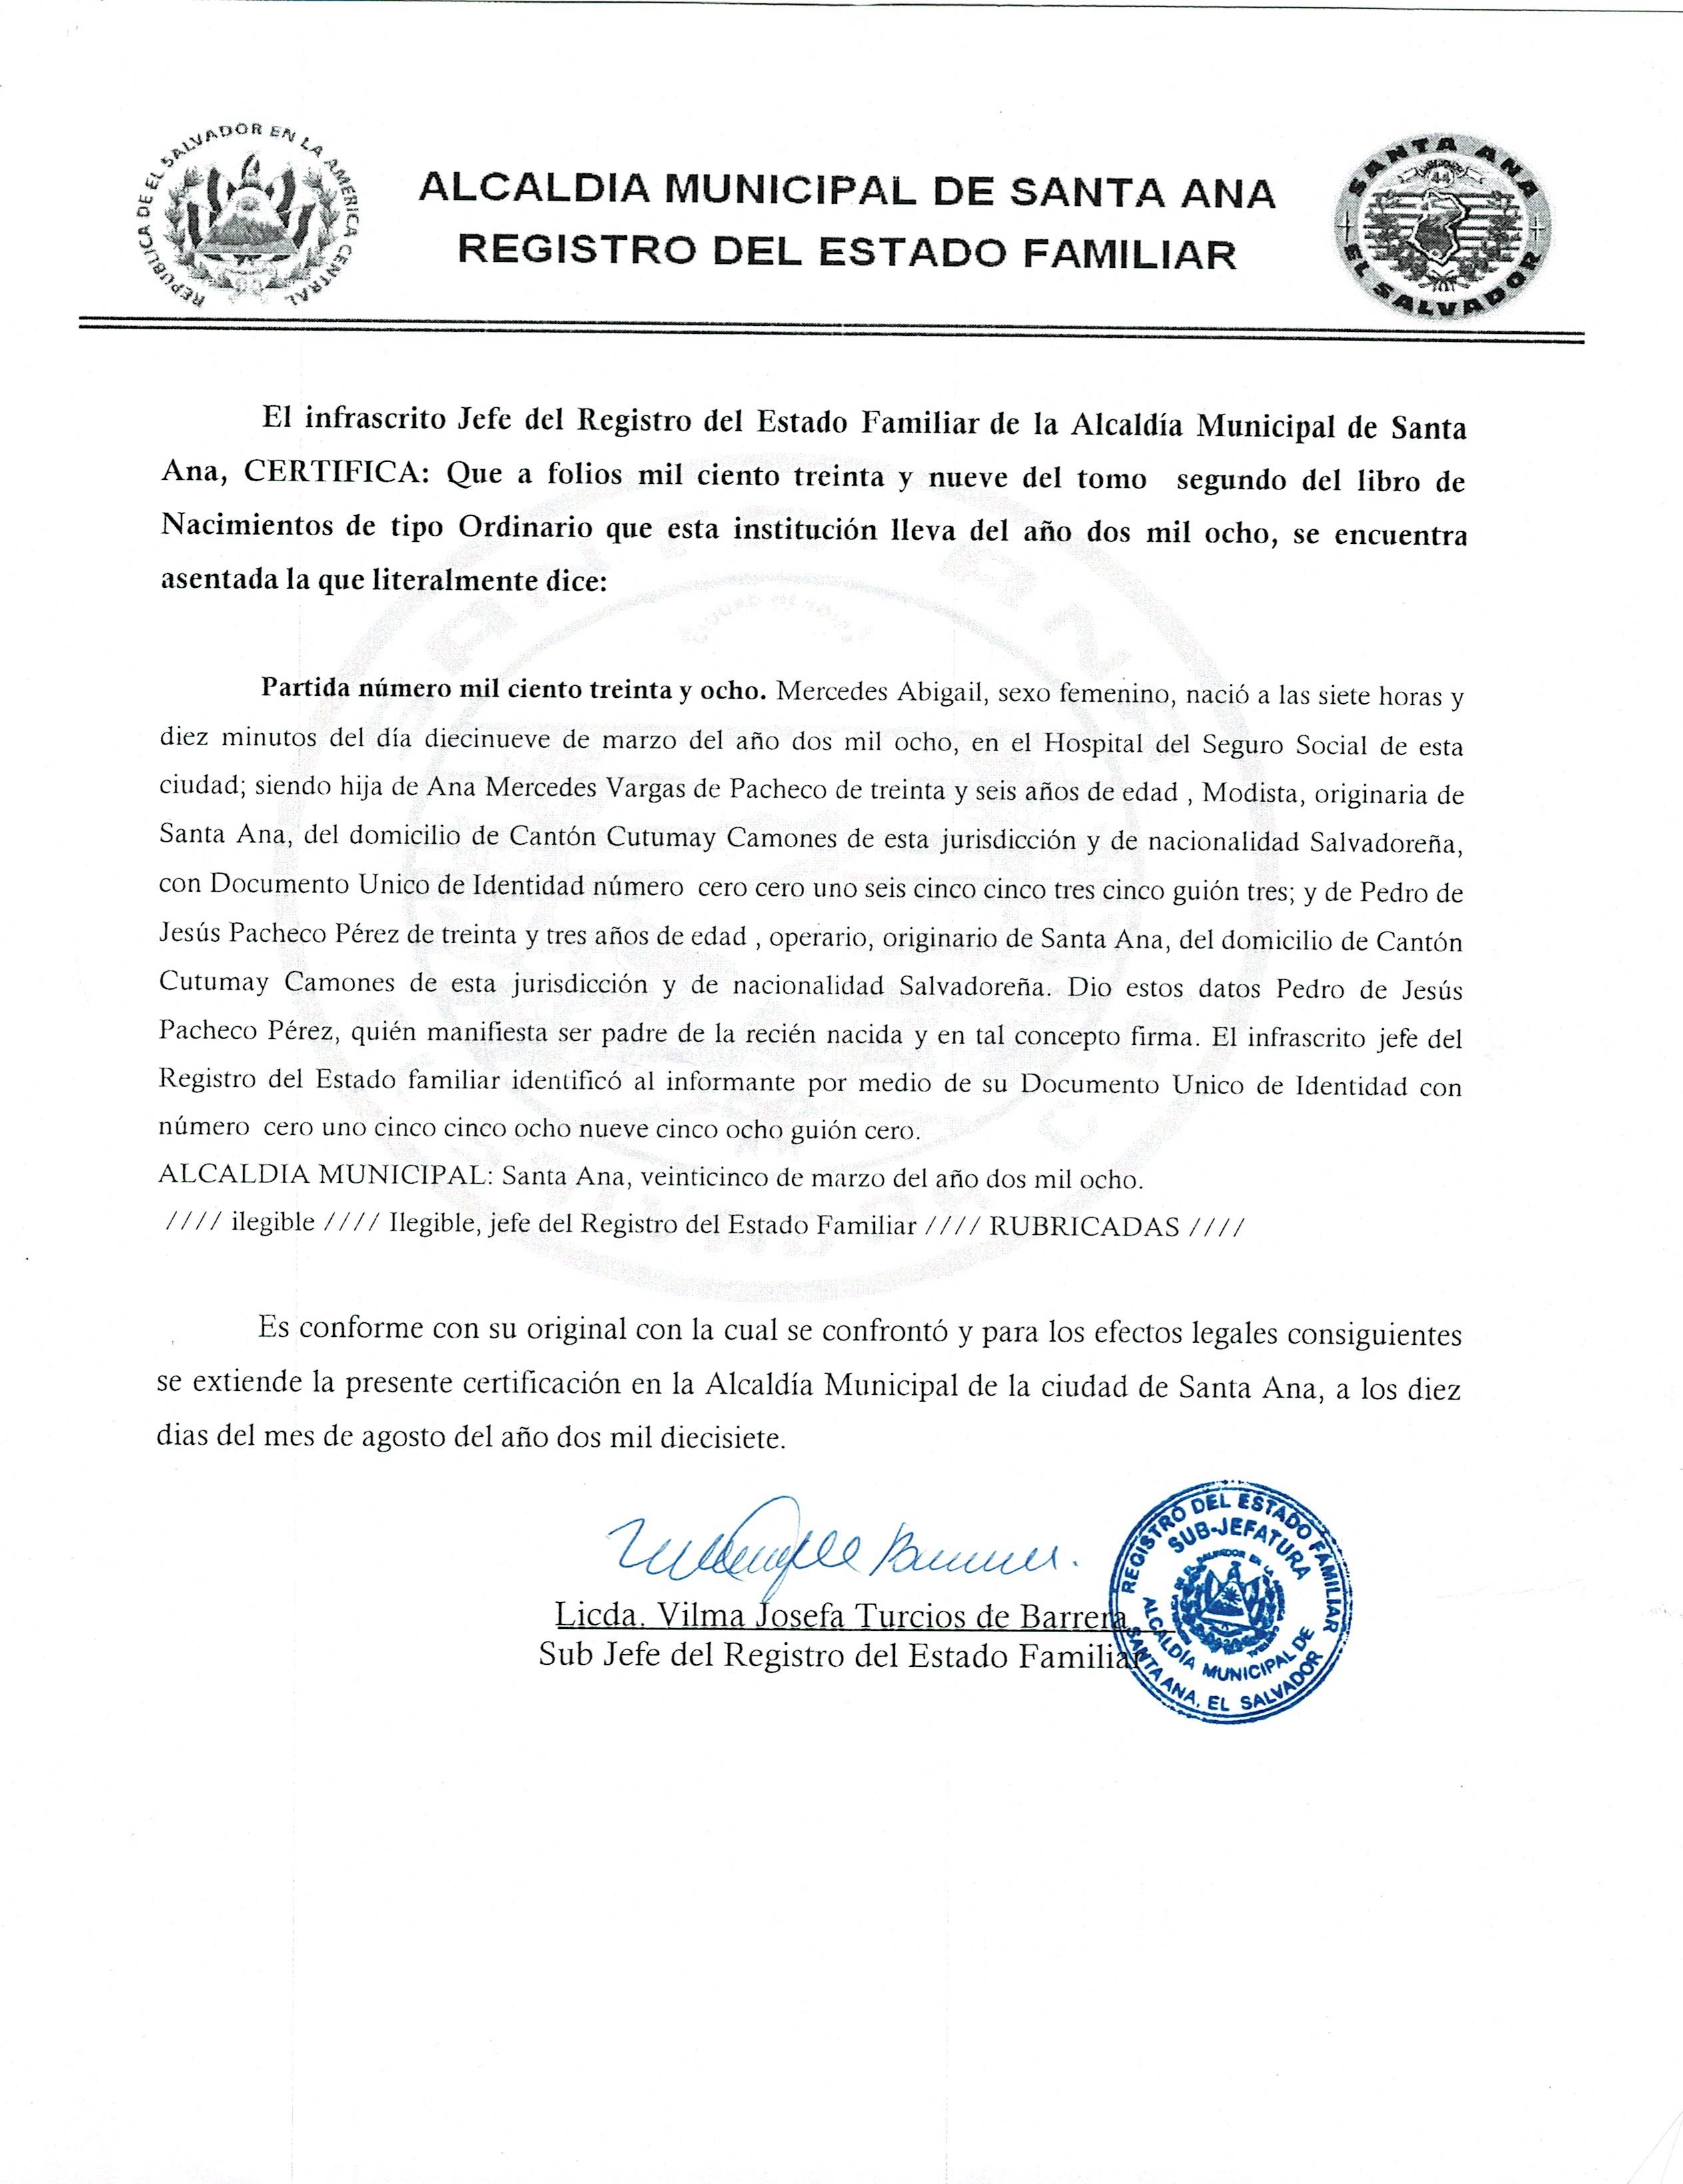 REPUBLICA DE EL SALVADOR EN LA AMERICA CENTRAL
ALCALDIA MUNICIPAL DE SANTA ANA
REGISTRO DEL ESTADO FAMILIAR
SANTA ANA
44
EL SALVADOR
El infrascrito Jefe del Registro del Estado Familiar de la Alcaldía Municipal de Santa
Ana, CERTIFICA: Que a folios mil ciento treinta y nueve del tomo segundo del libro de
Nacimientos de tipo Ordinario que esta institución lleva del año dos mil ocho, se encuentra
asentada la que literalmente dice:
Partida número mil ciento treinta y ocho. Mercedes Abigail, sexo femenino, nació a las siete horas y
diez minutos del día diecinueve de marzo del año dos mil ocho, en el Hospital del Seguro Social de esta
ciudad; siendo hija de Ana Mercedes Vargas de Pacheco de treinta y seis años de edad , Modista, originaria de
Santa Ana, del domicilio de Cantón Cutumay Camones de esta jurisdicción y de nacionalidad Salvadoreña,
con Documento Unico de Identidad número cero cero uno seis cinco cinco tres cinco guión tres; y de Pedro de
Jesús Pacheco Pérez de treinta y tres años de edad , operario, originario de Santa Ana, del domicilio de Cantón
Cutumay Camones de esta jurisdicción y de nacionalidad Salvadoreña. Dio estos datos Pedro de Jesús
Pacheco Pérez, quién manifiesta ser padre de la recién nacida y en tal concepto firma. El infrascrito jefe del
Registro del Estado familiar identificó al informante por medio de su Documento Unico de Identidad con
número cero uno cinco cinco ocho nueve cinco ocho guión cero.
ALCALDIA MUNICIPAL: Santa Ana, veinticinco de marzo del año dos mil ocho.
//// ilegible //// Ilegible, jefe del Registro del Estado Familiar //// RUBRICADAS ////
Es conforme con su original con la cual se confrontó y para los efectos legales consiguientes
se extiende la presente certificación en la Alcaldía Municipal de la ciudad de Santa Ana, a los diez
dias del mes de agosto del año dos mil diecisiete.
Licda. Vilma Josefa Turcios de Barrera
Sub Jefe del Registro del Estado Familiar
REGISTRO DEL ESTADO FAMILIAR
SUB-JEFATURA
ALCALDÍA MUNICIPAL DE
SANTA ANA, EL SALVADOR